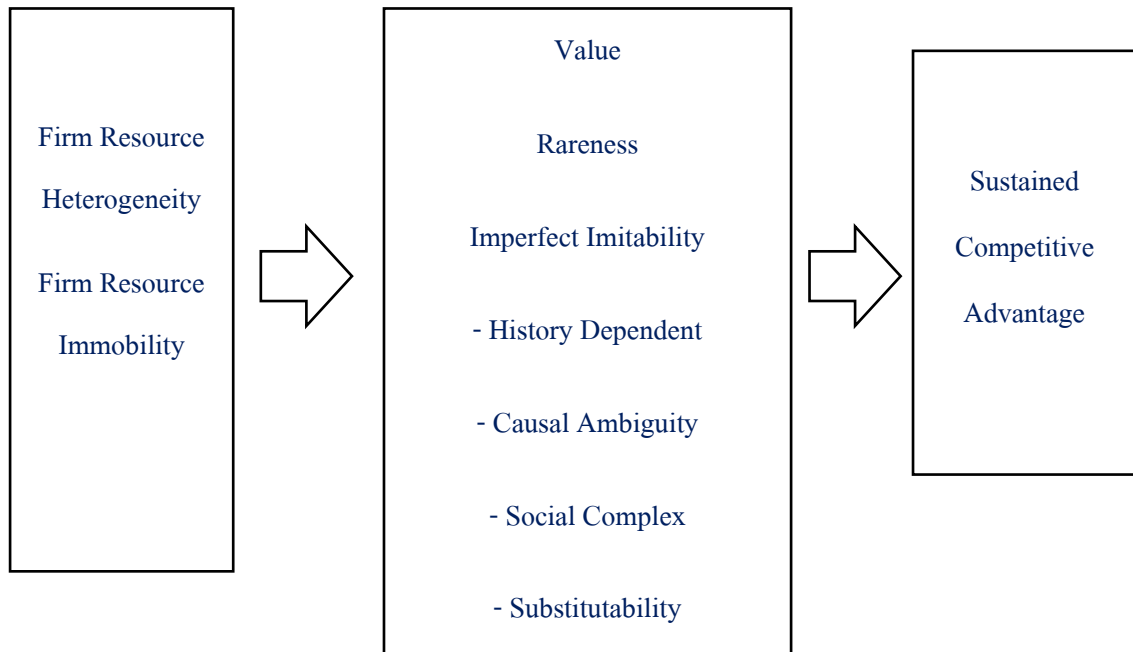 Firm Resource
Heterogeneity
Firm Resource
Immobility
Value
Rareness
Imperfect Imitability
- History Dependent
- Causal Ambiguity
- Social Complex
- Substitutability
Sustained
Competitive
Advantage